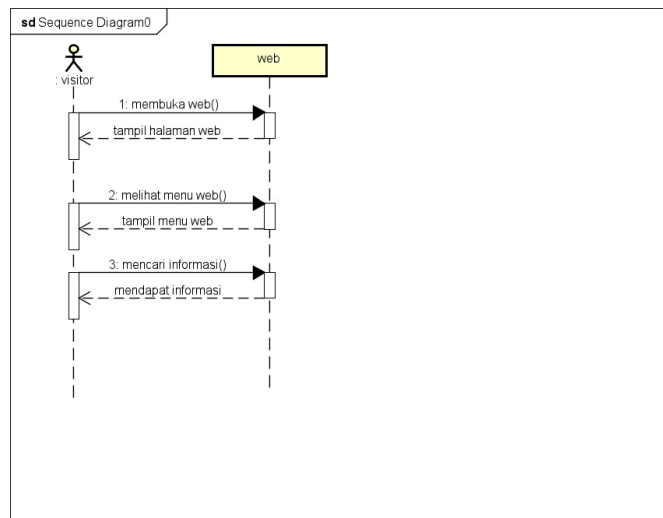 sd Sequence Diagram0
: visitor
web
1: membuka web()
tampil halaman web
2: melihat menu web()
tampil menu web
3: mencari informasi()
mendapat informasi